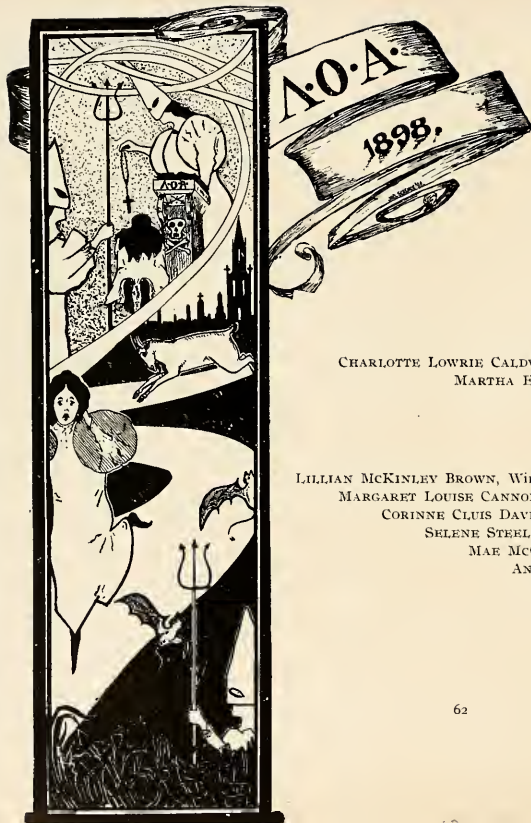 Λ·O·A·
1898.
Λ·O·A
CHARLOTTE LOWRIE CALDW
MARTHA E
LILLIAN MCKINLEY BROWN, WI
MARGARET LOUISE CANNO
CORINNE CLUIS DAV
SELENE STEEL
MAE MC
AN
62